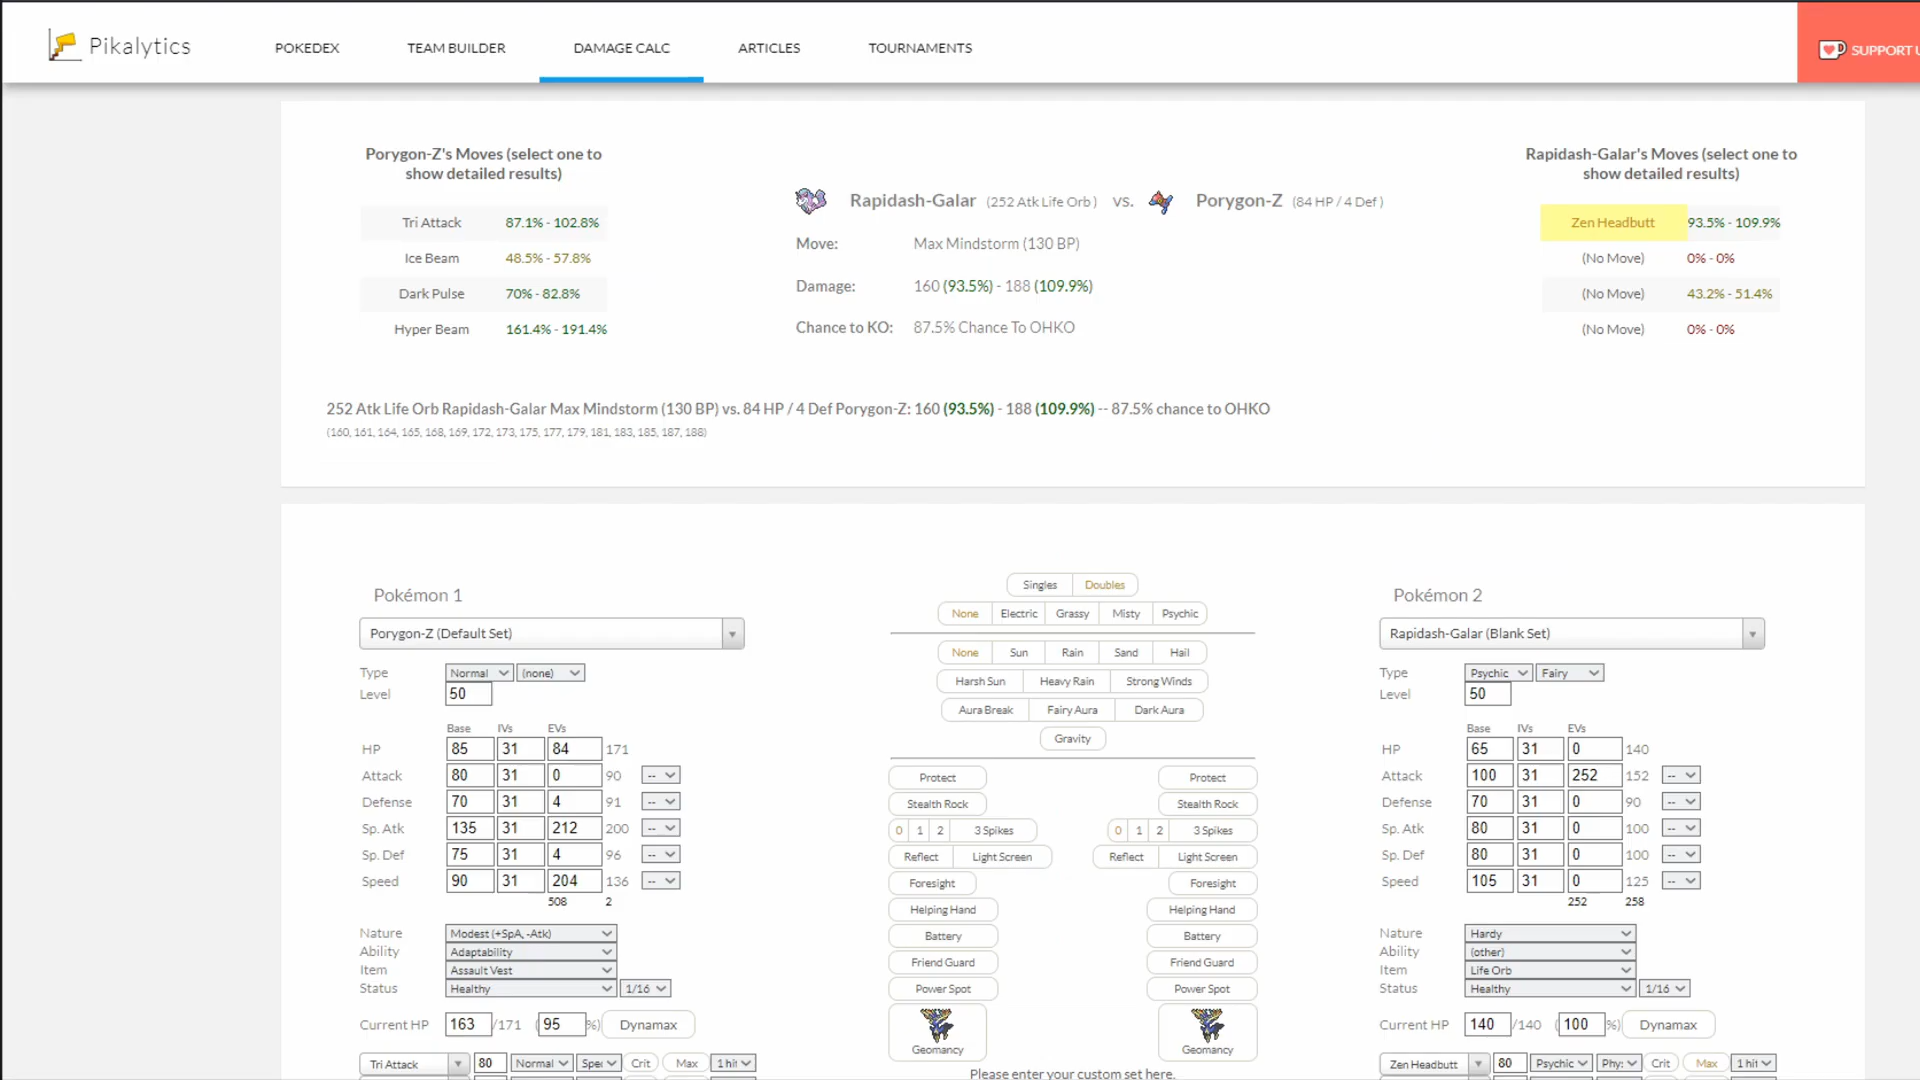 Pikalytics
POKEDEX
TEAM BUILDER
DAMAGE CALC
ARTICLES
TOURNAMENTS
SUPPORT U
Porygon-Z's Moves (select one to
show detailed results)
Tri Attack 87.1% - 102.8%
Ice Beam 48.5% - 57.8%
Dark Pulse 70% - 82.8%
Hyper Beam 161.4% - 191.4%
Rapidash-Galar (252 Atk Life Orb ) VS. Porygon-Z (84 HP / 4 Def )
Move: Max Mindstorm (130 BP)
Damage: 160 (93.5%) - 188 (109.9%)
Chance to KO: 87.5% Chance To OHKO
Rapidash-Galar's Moves (select one to
show detailed results)
Zen Headbutt 93.5% - 109.9%
(No Move) 0% - 0%
(No Move) 43.2% - 51.4%
(No Move) 0% - 0%
252 Atk Life Orb Rapidash-Galar Max Mindstorm (130 BP) vs. 84 HP / 4 Def Porygon-Z: 160 (93.5%) - 188 (109.9%) -- 87.5% chance to OHKO
(160, 161, 164, 165, 168, 169, 172, 173, 175, 177, 179, 181, 183, 185, 187, 188)
Pokémon 1
Porygon-Z (Default Set)
Type Normal (none)
Level 50
Base IVs EVs
HP 85 31 84 171
Attack 80 31 0 90 --
Defense 70 31 4 91 --
Sp. Atk 135 31 212 200 --
Sp. Def 75 31 4 96 --
Speed 90 31 204 136 --
508 2
Nature Modest (+SpA, -Atk)
Ability Adaptability
Item Assault Vest
Status Healthy 1/16
Current HP 163 /171 ( 95 %) Dynamax
Tri Attack 80 Normal Spec Crit Max 1 hit
Singles Doubles
None Electric Grassy Misty Psychic
None Sun Rain Sand Hail
Harsh Sun Heavy Rain Strong Winds
Aura Break Fairy Aura Dark Aura
Gravity
Protect Protect
Stealth Rock Stealth Rock
0 1 2 3 Spikes 0 1 2 3 Spikes
Reflect Light Screen Reflect Light Screen
Foresight Foresight
Helping Hand Helping Hand
Battery Battery
Friend Guard Friend Guard
Power Spot Power Spot
Geomancy Geomancy
Please enter your custom set here.
Pokémon 2
Rapidash-Galar (Blank Set)
Type Psychic Fairy
Level 50
Base IVs EVs
HP 65 31 0 140
Attack 100 31 252 152 --
Defense 70 31 0 90 --
Sp. Atk 80 31 0 100 --
Sp. Def 80 31 0 100 --
Speed 105 31 0 125 --
252 258
Nature Hardy
Ability (other)
Item Life Orb
Status Healthy 1/16
Current HP 140 /140 ( 100 %) Dynamax
Zen Headbutt 80 Psychic Phy: Crit Max 1 hit